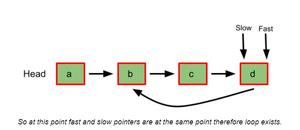 Slow Fast
Head a b c d
So at this point fast and slow pointers are at the same point therefore loop exists.